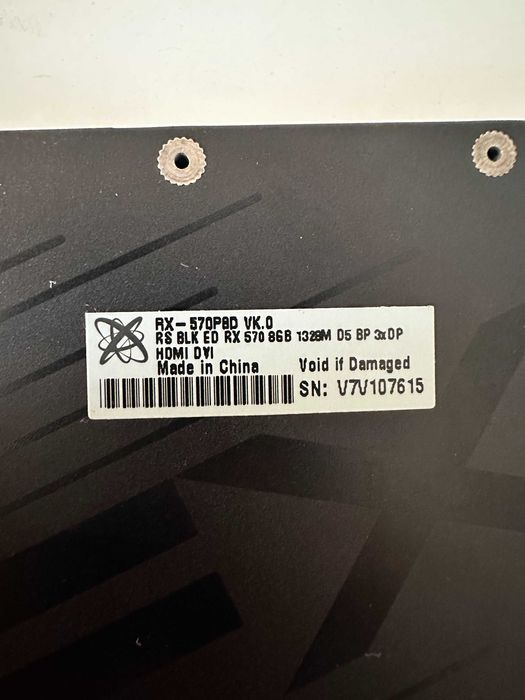 RX-570P8D VK.0
RS BLK ED RX 570 8GB 1328M D5 BP 3xDP
HDMI DVI
Made in China Void if Damaged
SN: V7V107615